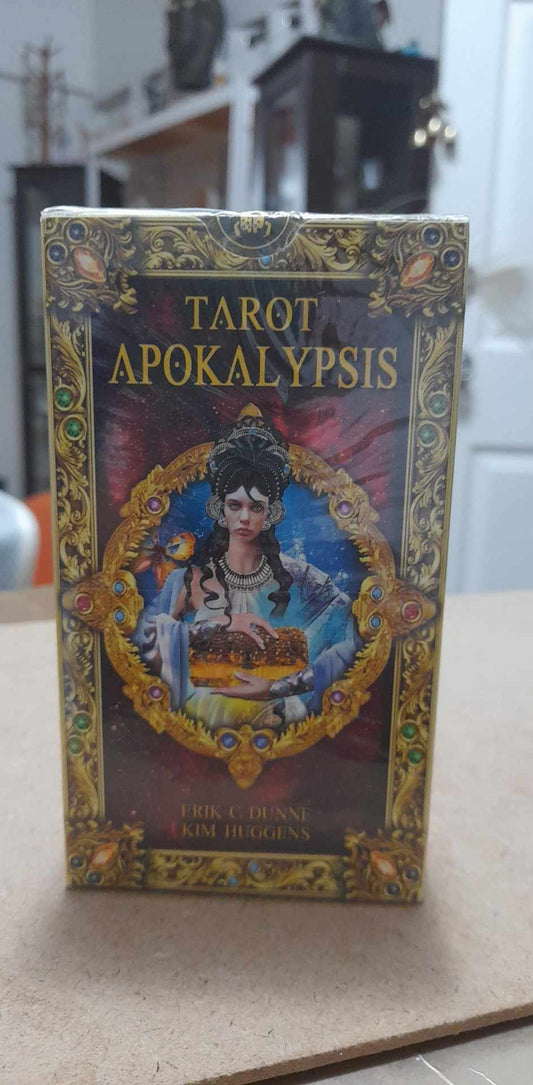 TAROT
APOKALYPSIS
ERIK C. DUNNE
KIM HUGGENS